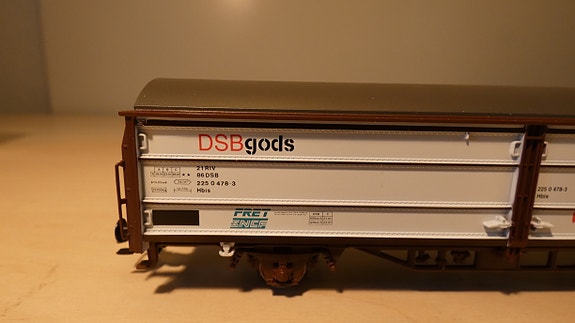 DSBgods
21 RIV
86 DSB
225 0 478-3
Hbis
FRET
SNCF
225 0 478-3
Hbis